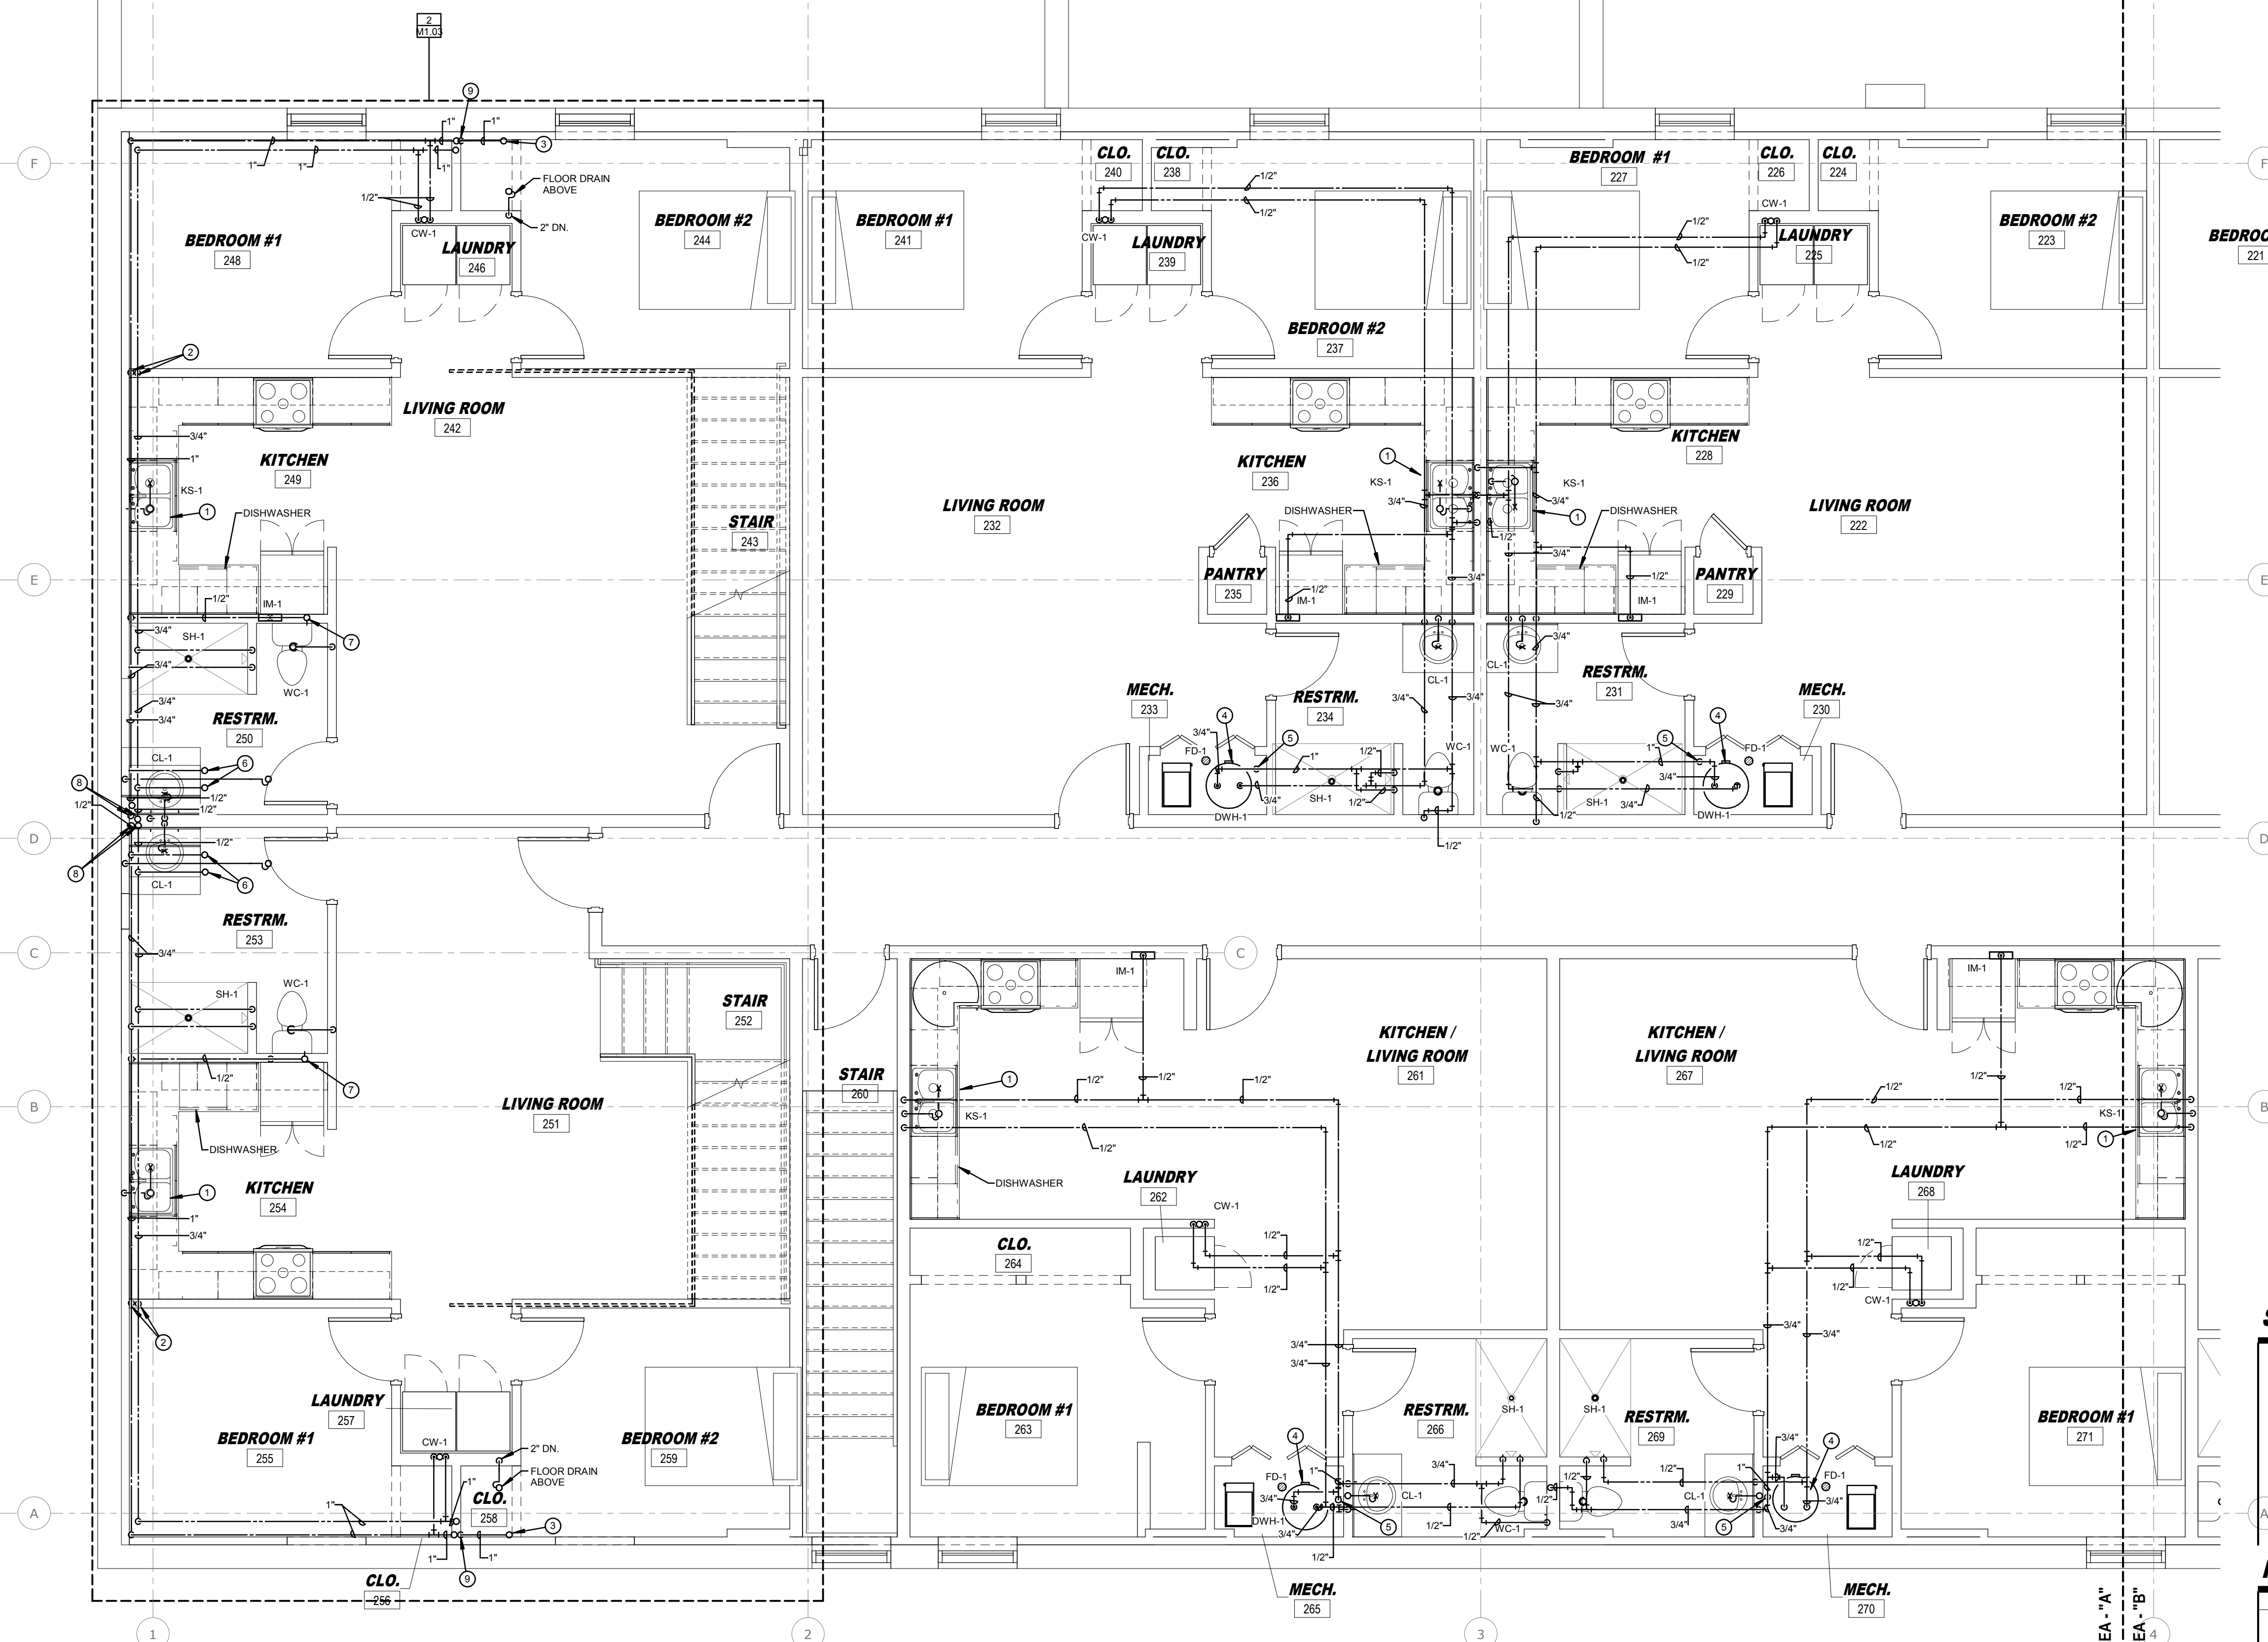 2
M1.03
9
1"
1"
3
F
1"
1"
1"
FLOOR DRAIN
ABOVE
1/2"
2" DN.
CW-1
BEDROOM #1
248
LAUNDRY
246
BEDROOM #2
244
BEDROOM #1
241
CLO.
240
CLO.
238
1/2"
1/2"
CW-1
LAUNDRY
239
BEDROOM #2
237
BEDROOM #1
227
CLO.
226
CLO.
224
CW-1
1/2"
1/2"
LAUNDRY
225
BEDROOM #2
223
221
F
2
LIVING ROOM
242
3/4"
1"
KITCHEN
249
KS-1
1
DISHWASHER
STAIR
243
LIVING ROOM
232
KITCHEN
236
1
KS-1
3/4"
DISHWASHER
KITCHEN
228
KS-1
3/4"
1
DISHWASHER
1/2"
3/4"
LIVING ROOM
222
E
PANTRY
235
1/2"
IM-1
3/4"
1/2"
IM-1
PANTRY
229
E
1/2"
IM-1
3/4"
SH-1
7
3/4"
WC-1
3/4"
3/4"
RESTRM.
250
CL-1
6
8
1/2"
1/2"
1/2"
MECH.
233
4
3/4"
FD-1
RESTRM.
234
5
1"
1/2"
3/4"
SH-1
1/2"
DWH-1
CL-1
3/4"
3/4"
WC-1
1/2"
CL-1
3/4"
RESTRM.
231
3/4"
WC-1
5
4
1"
FD-1
3/4"
SH-1
3/4"
1/2"
DWH-1
MECH.
230
D
D
1/2"
8
6
CL-1
RESTRM.
253
C
3/4"
SH-1
WC-1
1/2"
7
STAIR
252
C
IM-1
KITCHEN /
LIVING ROOM
261
KITCHEN /
LIVING ROOM
267
IM-1
STAIR
260
1
KS-1
1/2"
1/2"
1/2"
1/2"
1/2"
1/2"
1/2"
KS-1
1
1/2"
1/2"
B
B
DISHWASHER
LIVING ROOM
251
KITCHEN
254
1
1"
3/4"
DISHWASHER
LAUNDRY
262
CW-1
CLO.
264
1/2"
1/2"
LAUNDRY
268
1/2"
1/2"
CW-1
2
3/4"
3/4"
3/4"
3/4"
LAUNDRY
257
BEDROOM #1
255
CW-1
BEDROOM #2
259
2" DN.
FLOOR DRAIN
ABOVE
1"
1"
CLO.
258
3
1"
1"
9
CLO.
256
BEDROOM #1
263
RESTRM.
266
SH-1
SH-1
RESTRM.
269
BEDROOM #1
271
4
FD-1
1"
3/4"
3/4"
CL-1
DWH-1
3/4"
5
1/2"
1/2"
1/2"
WC-1
1/2"
1/2"
1/2"
CL-1
3/4"
5
3/4"
1"
4
FD-1
3/4"
3/4"
MECH.
265
MECH.
270
A
1
2
3
4
EA - "A"
EA - "B"